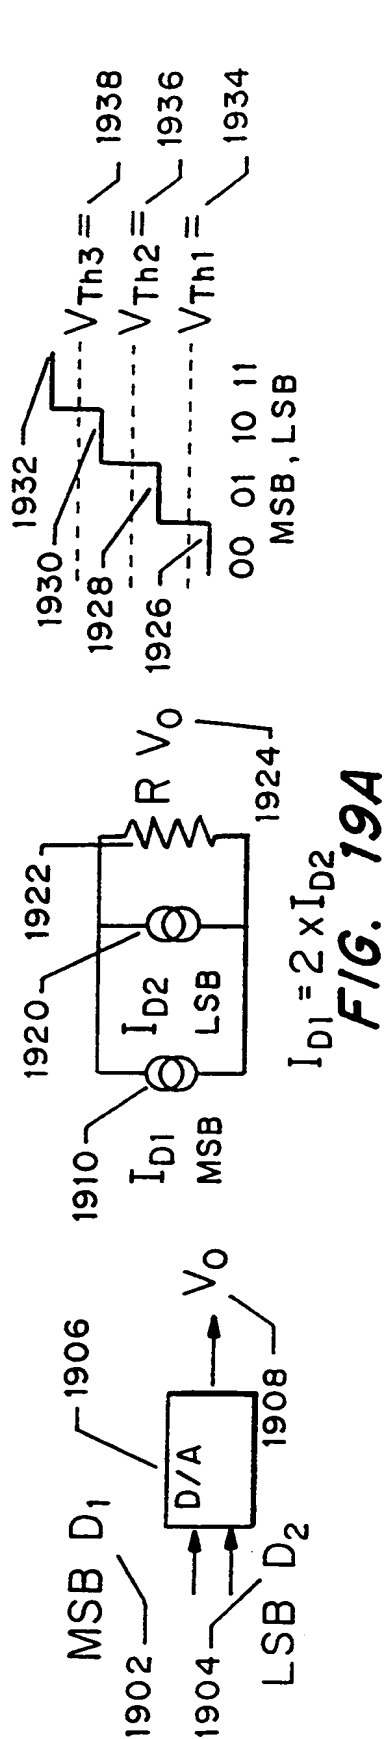 MSB D1
1902
1904
LSB D2
1906
D/A
VO
1908
1910
ID1
MSB
1920
ID2
LSB
1922
R VO
1924
ID1 = 2 x ID2
1932
1930
1928
1926
VTh3 =
1938
VTh2 =
1936
VTh1 =
1934
00 01 10 11
MSB, LSB
FIG. 19A